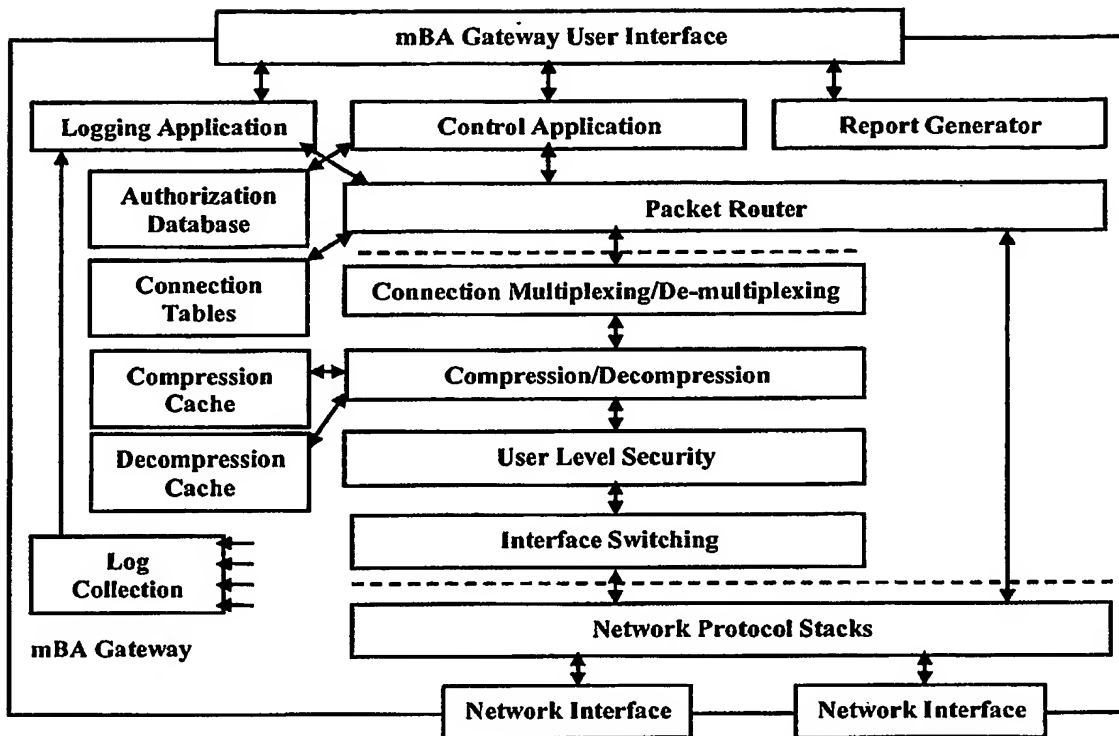 mBA Gateway User Interface
Logging Application
Control Application
Report Generator
Authorization
Database
Packet Router
Connection
Tables
Connection Multiplexing/De-multiplexing
Compression
Cache
Compression/Decompression
Decompression
Cache
User Level Security
Interface Switching
Log
Collection
Network Protocol Stacks
mBA Gateway
Network Interface
Network Interface